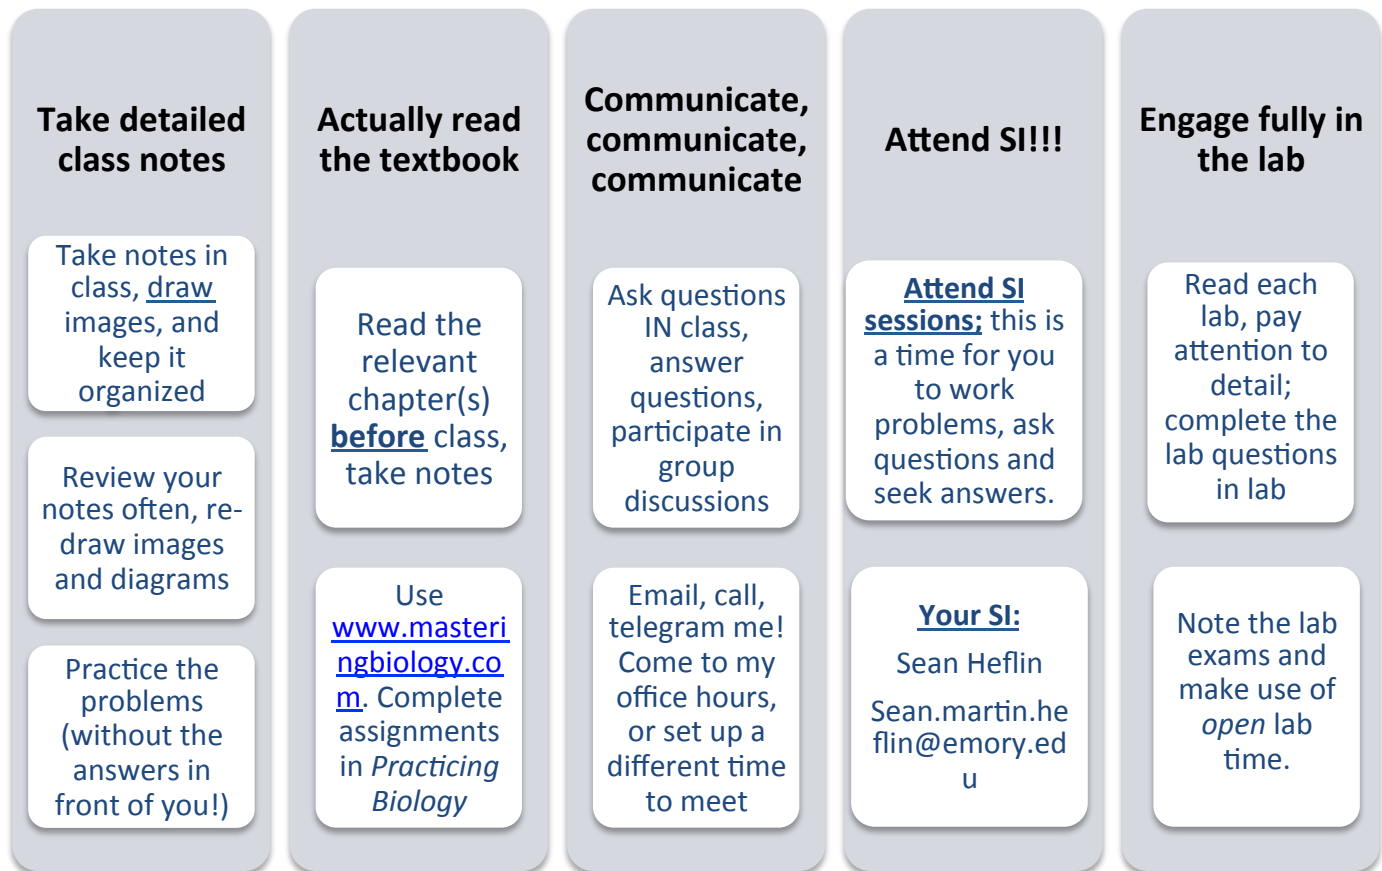 Take detailed
class notes
Take notes in
class, draw
images, and
keep it
organized
Review your
notes often, re-
draw images
and diagrams
Practice the
problems
(without the
answers in
front of you!)
Actually read
the textbook
Read the
relevant
chapter(s)
before class,
take notes
Use
www.masteri
ngbiology.co
m. Complete
assignments
in Practicing
Biology
Communicate,
communicate,
communicate
Ask questions
IN class,
answer
questions,
participate in
group
discussions
Email, call,
telegram me!
Come to my
office hours,
or set up a
different time
to meet
Attend SI!!!
Attend SI
sessions; this is
a time for you
to work
problems, ask
questions and
seek answers.
Your SI:
Sean Heflin
Sean.martin.he
flin@emory.ed
u
Engage fully in
the lab
Read each
lab, pay
attention to
detail;
complete the
lab questions
in lab
Note the lab
exams and
make use of
open lab
time.